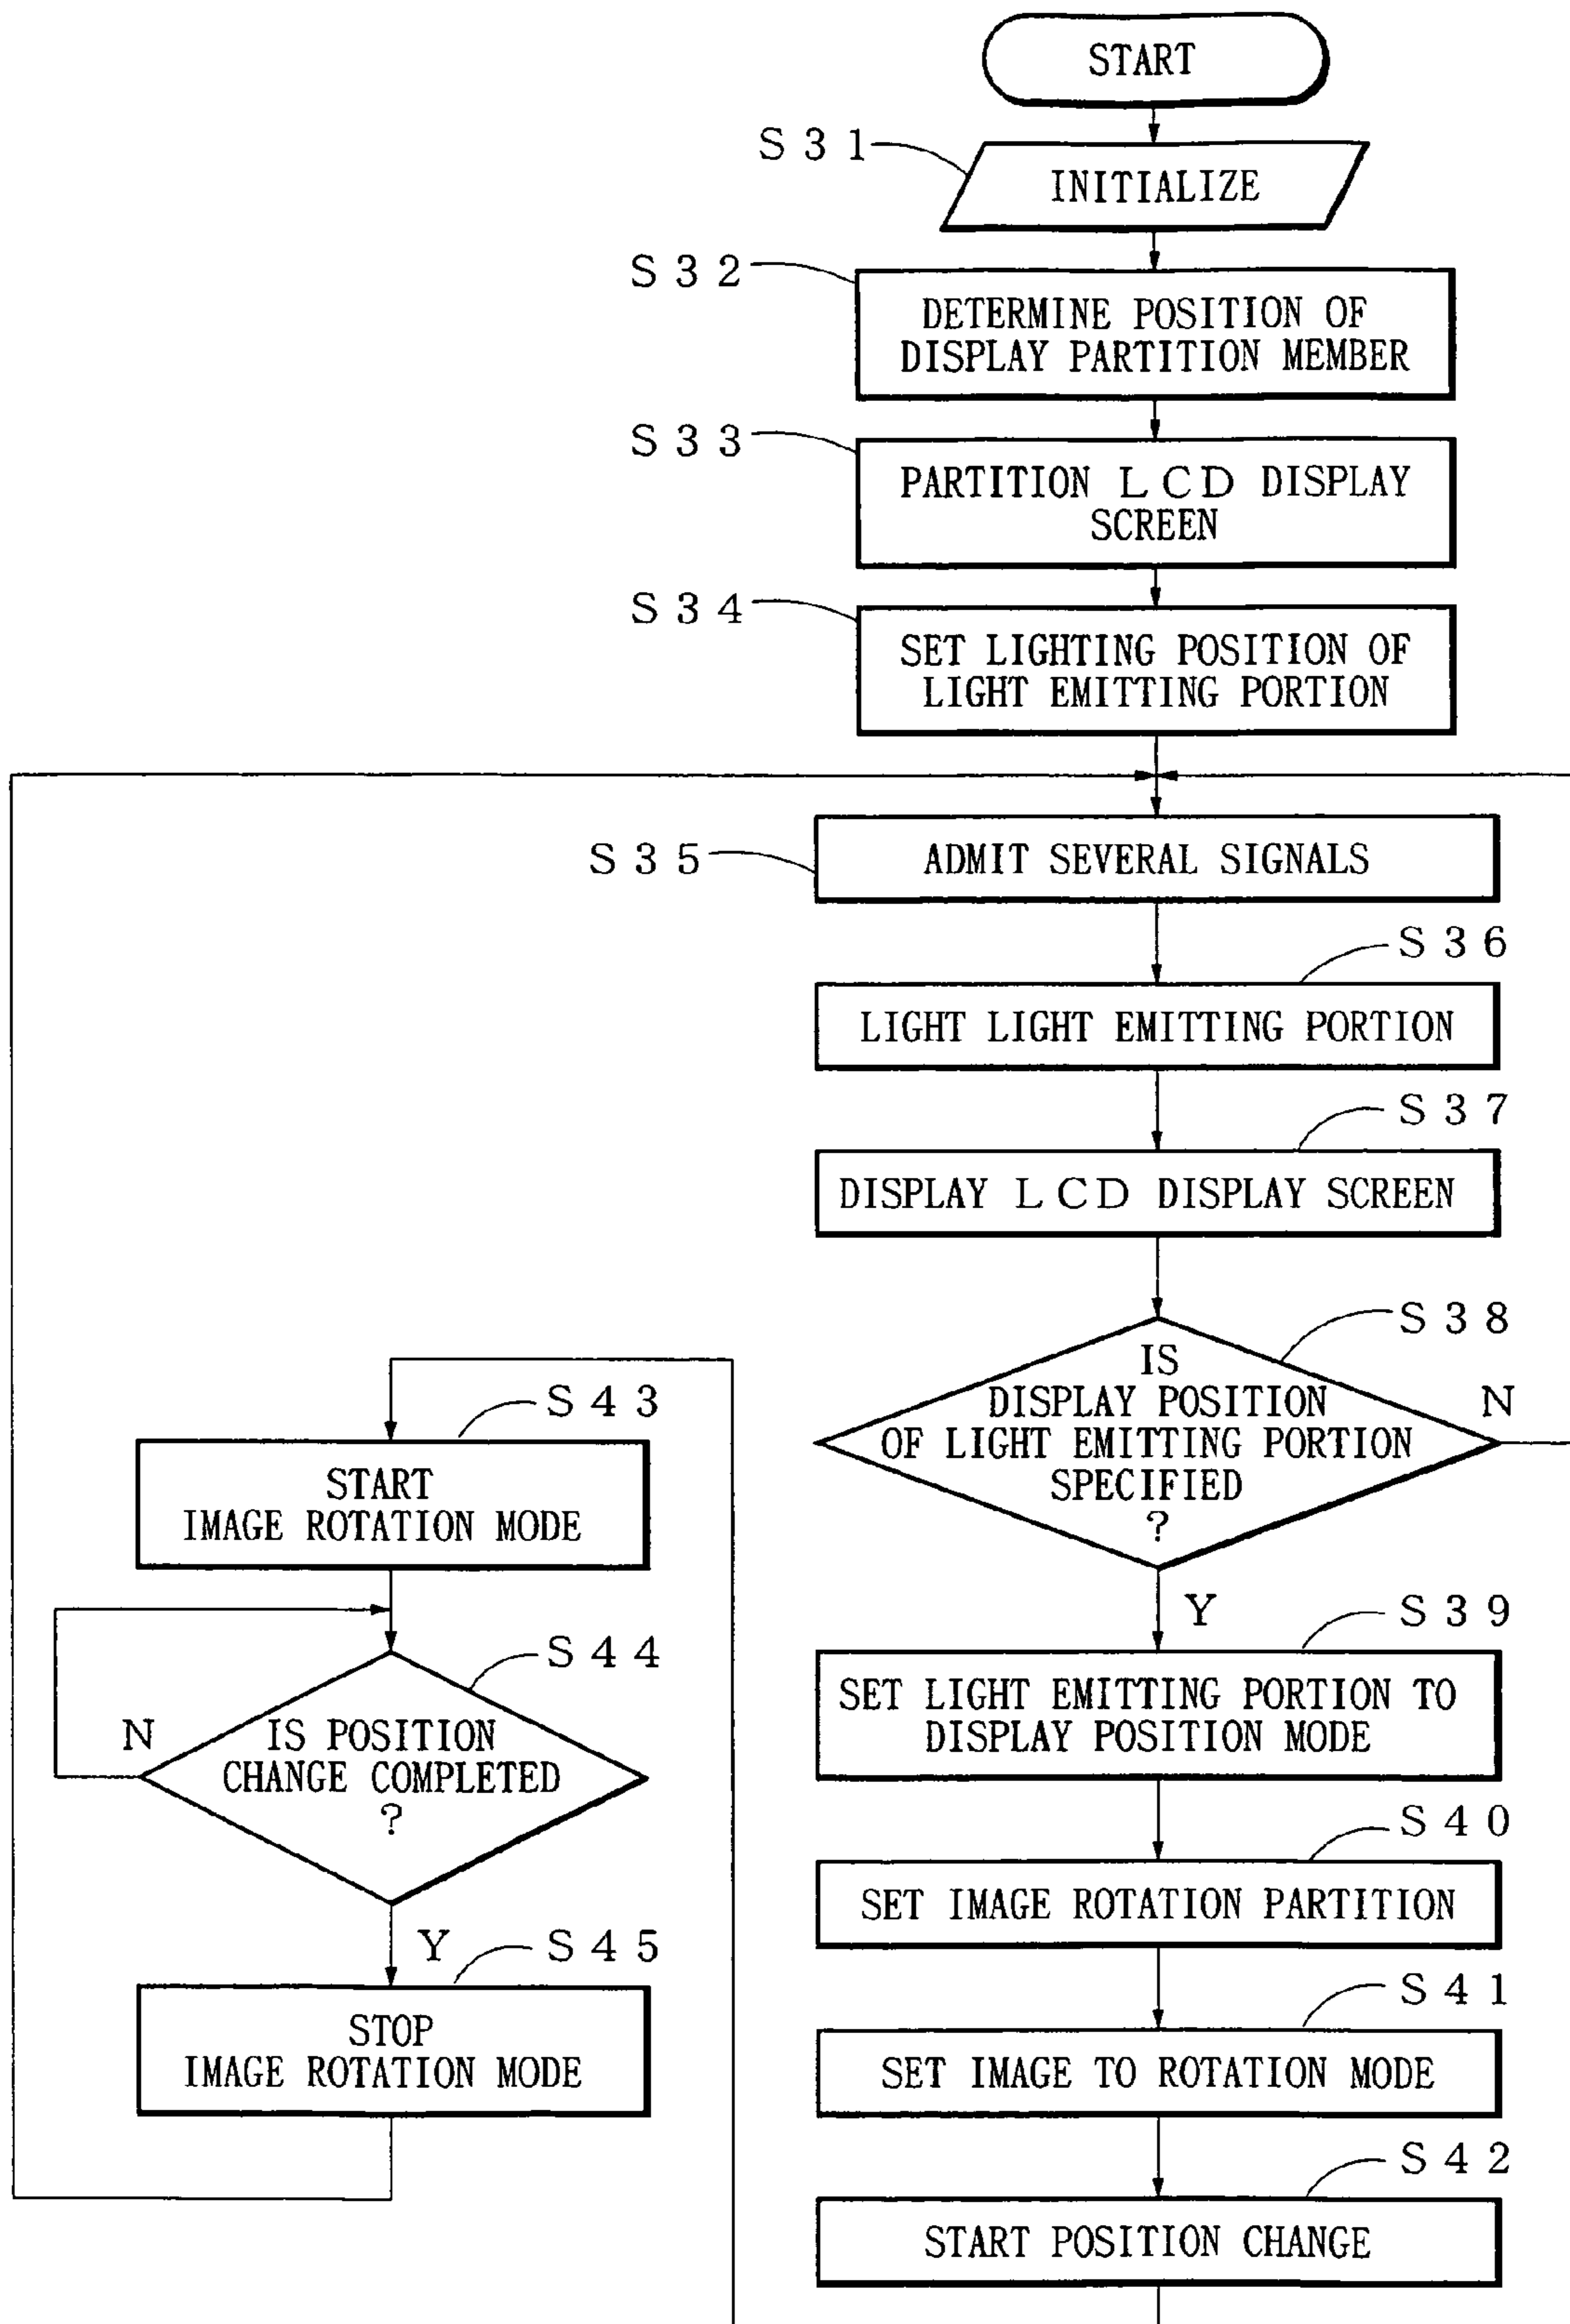 START
S31
INITIALIZE
S32
DETERMINE POSITION OF
DISPLAY PARTITION MEMBER
S33
PARTITION LCD DISPLAY
SCREEN
S34
SET LIGHTING POSITION OF
LIGHT EMITTING PORTION
S35
ADMIT SEVERAL SIGNALS
S36
LIGHT LIGHT EMITTING PORTION
S37
DISPLAY LCD DISPLAY SCREEN
S38
IS
DISPLAY POSITION
OF LIGHT EMITTING PORTION
SPECIFIED
?
N
Y
S39
SET LIGHT EMITTING PORTION TO
DISPLAY POSITION MODE
S40
SET IMAGE ROTATION PARTITION
S41
SET IMAGE TO ROTATION MODE
S42
START POSITION CHANGE
S43
START
IMAGE ROTATION MODE
S44
N
IS POSITION
CHANGE COMPLETED
?
Y
S45
STOP
IMAGE ROTATION MODE